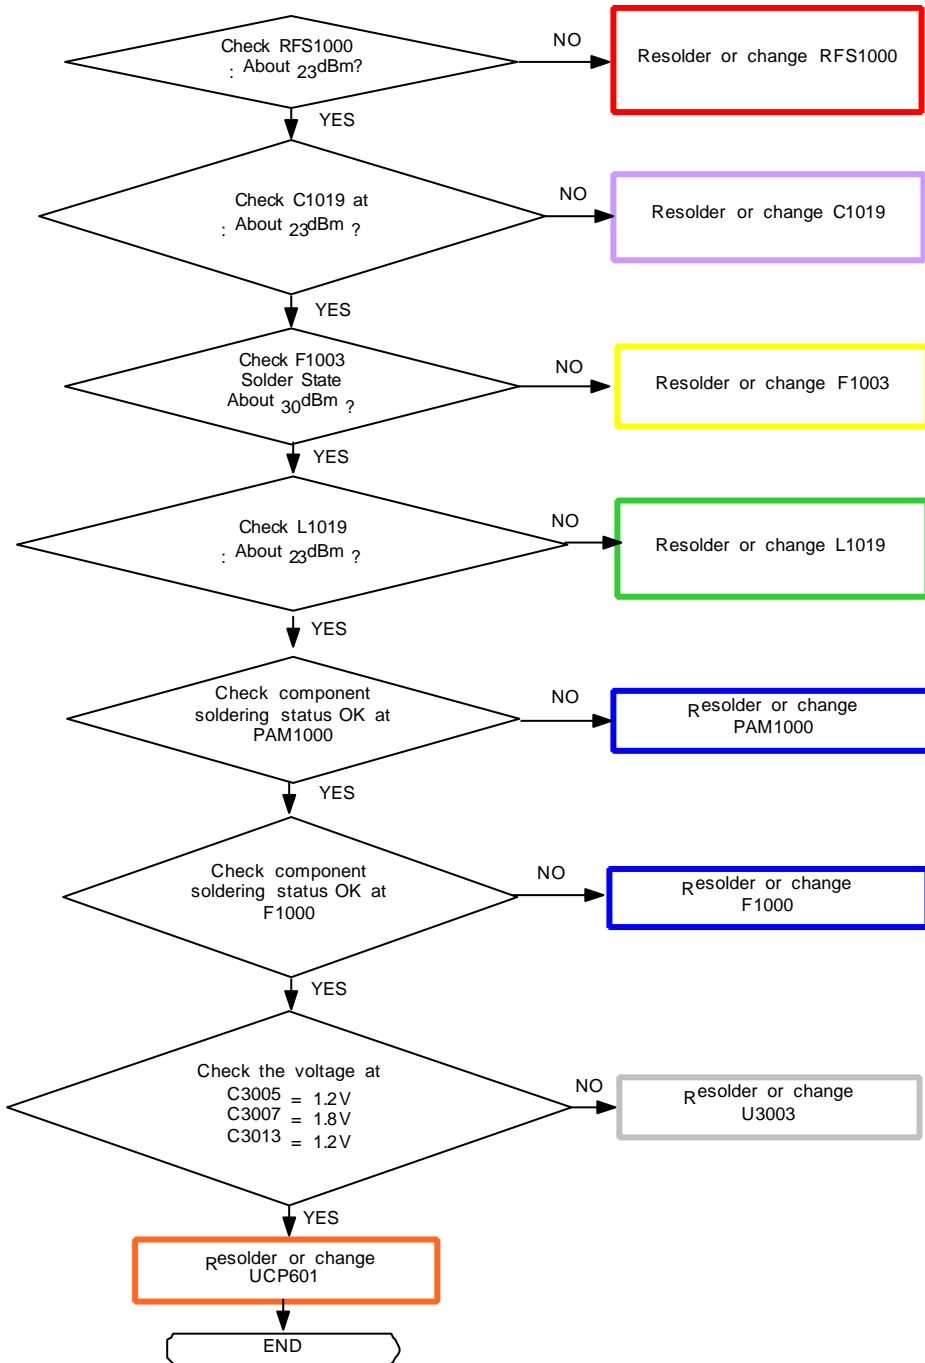 Check RFS1000
: About 23dBm?
NO
Resolder or change RFS1000
YES
Check C1019 at
: About 23dBm ?
NO
Resolder or change C1019
YES
Check F1003
Solder State
About 30dBm ?
NO
Resolder or change F1003
YES
Check L1019
: About 23dBm ?
NO
Resolder or change L1019
YES
Check component
soldering status OK at
PAM1000
NO
Resolder or change
PAM1000
YES
Check component
soldering status OK at
F1000
NO
Resolder or change
F1000
YES
Check the voltage at
C3005 = 1.2V
C3007 = 1.8V
C3013 = 1.2V
NO
Resolder or change
U3003
YES
Resolder or change
UCP601
END